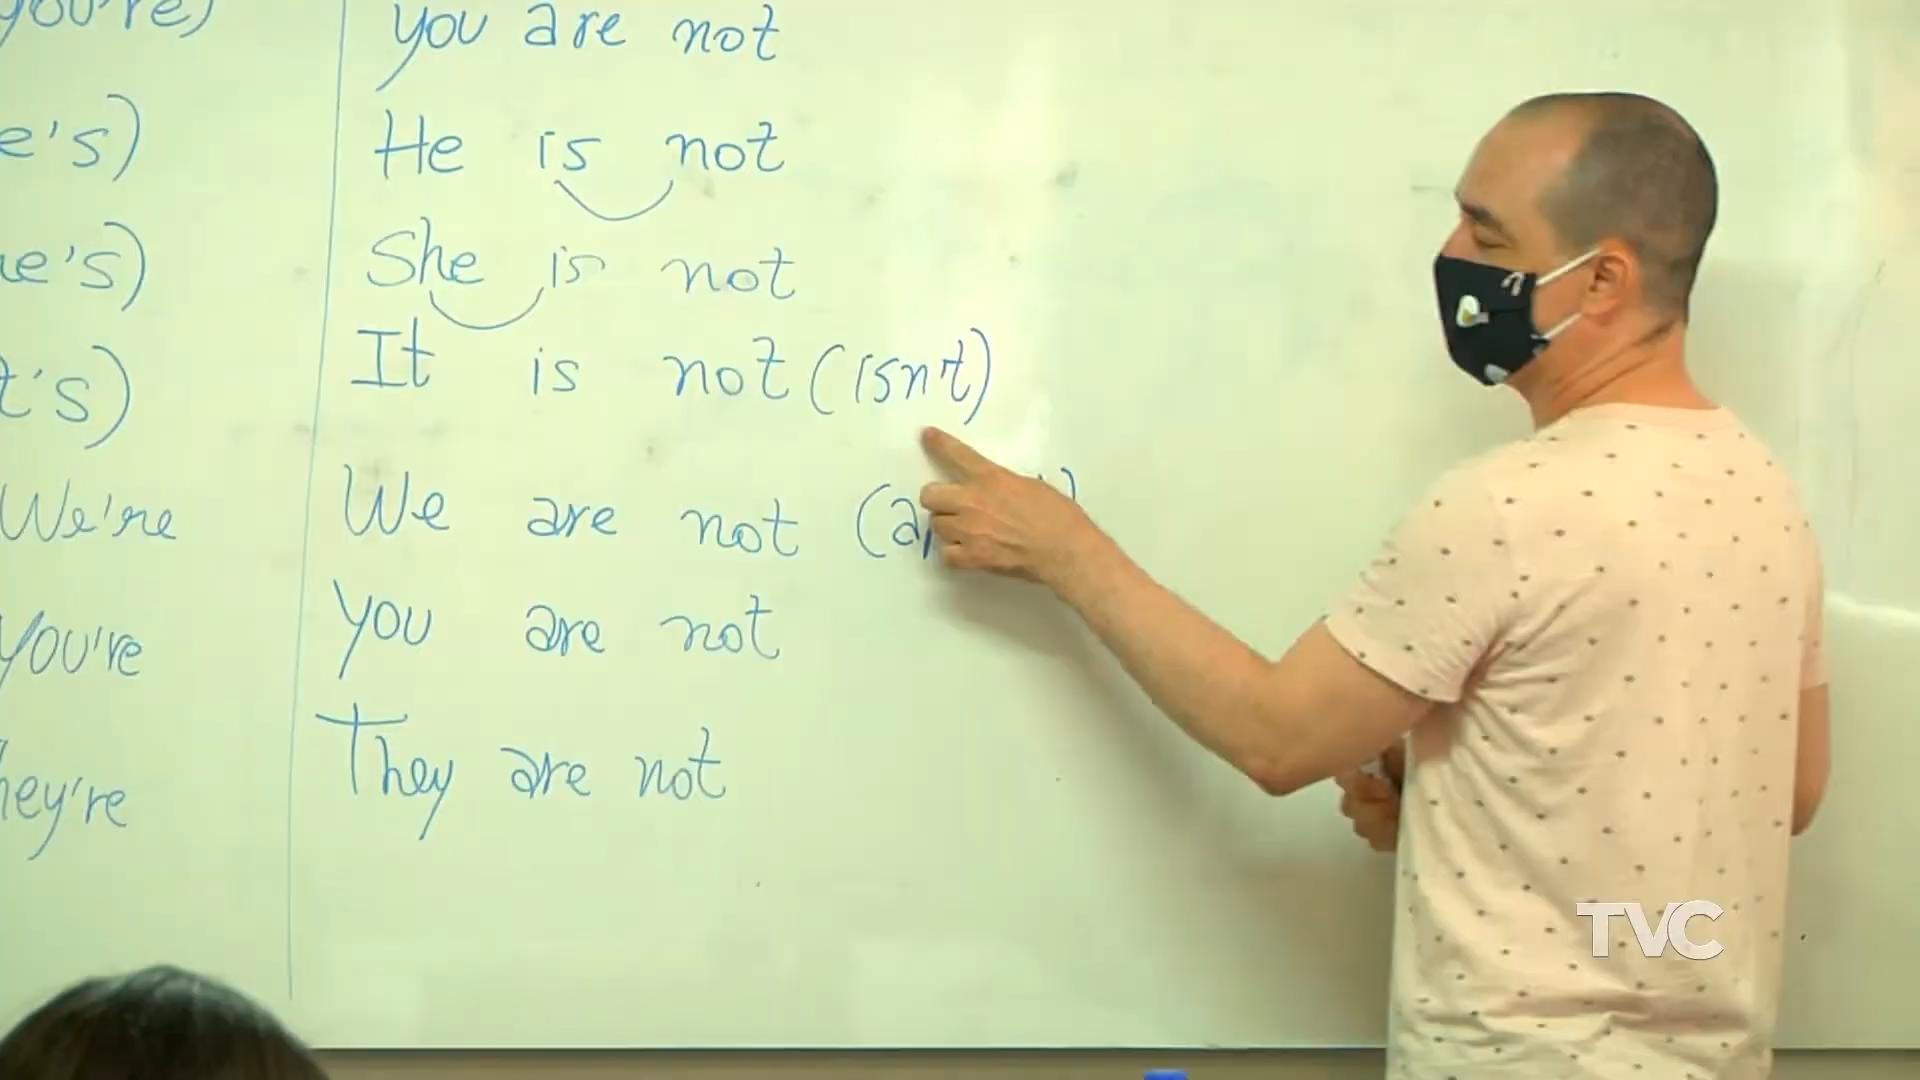 you're) you are not
e's) He is not
he's) She is not
t's) It is not (isn't)
We're We are not
You're You are not
hey're They are not
TVC